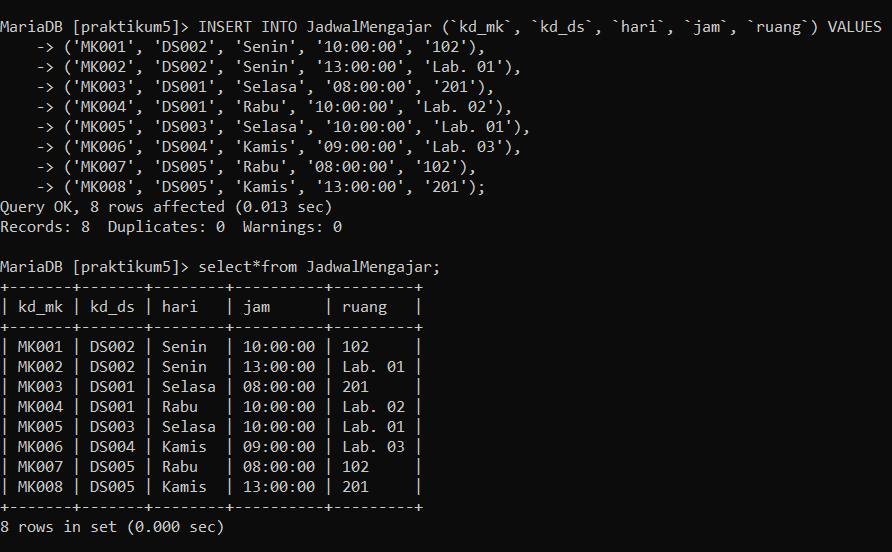 MariaDB [praktikum5]> INSERT INTO JadwalMengajar (`kd_mk`, `kd_ds`, `hari`, `jam`, `ruang`) VALUES
    -> ('MK001', 'DS002', 'Senin', '10:00:00', '102'),
    -> ('MK002', 'DS002', 'Senin', '13:00:00', 'Lab. 01'),
    -> ('MK003', 'DS001', 'Selasa', '08:00:00', '201'),
    -> ('MK004', 'DS001', 'Rabu', '10:00:00', 'Lab. 02'),
    -> ('MK005', 'DS003', 'Selasa', '10:00:00', 'Lab. 01'),
    -> ('MK006', 'DS004', 'Kamis', '09:00:00', 'Lab. 03'),
    -> ('MK007', 'DS005', 'Rabu', '08:00:00', '102'),
    -> ('MK008', 'DS005', 'Kamis', '13:00:00', '201');
Query OK, 8 rows affected (0.013 sec)
Records: 8  Duplicates: 0  Warnings: 0

MariaDB [praktikum5]> select*from JadwalMengajar;
+-------+-------+--------+----------+---------+
| kd_mk | kd_ds | hari   | jam      | ruang   |
+-------+-------+--------+----------+---------+
| MK001 | DS002 | Senin  | 10:00:00 | 102     |
| MK002 | DS002 | Senin  | 13:00:00 | Lab. 01 |
| MK003 | DS001 | Selasa | 08:00:00 | 201     |
| MK004 | DS001 | Rabu   | 10:00:00 | Lab. 02 |
| MK005 | DS003 | Selasa | 10:00:00 | Lab. 01 |
| MK006 | DS004 | Kamis  | 09:00:00 | Lab. 03 |
| MK007 | DS005 | Rabu   | 08:00:00 | 102     |
| MK008 | DS005 | Kamis  | 13:00:00 | 201     |
+-------+-------+--------+----------+---------+
8 rows in set (0.000 sec)